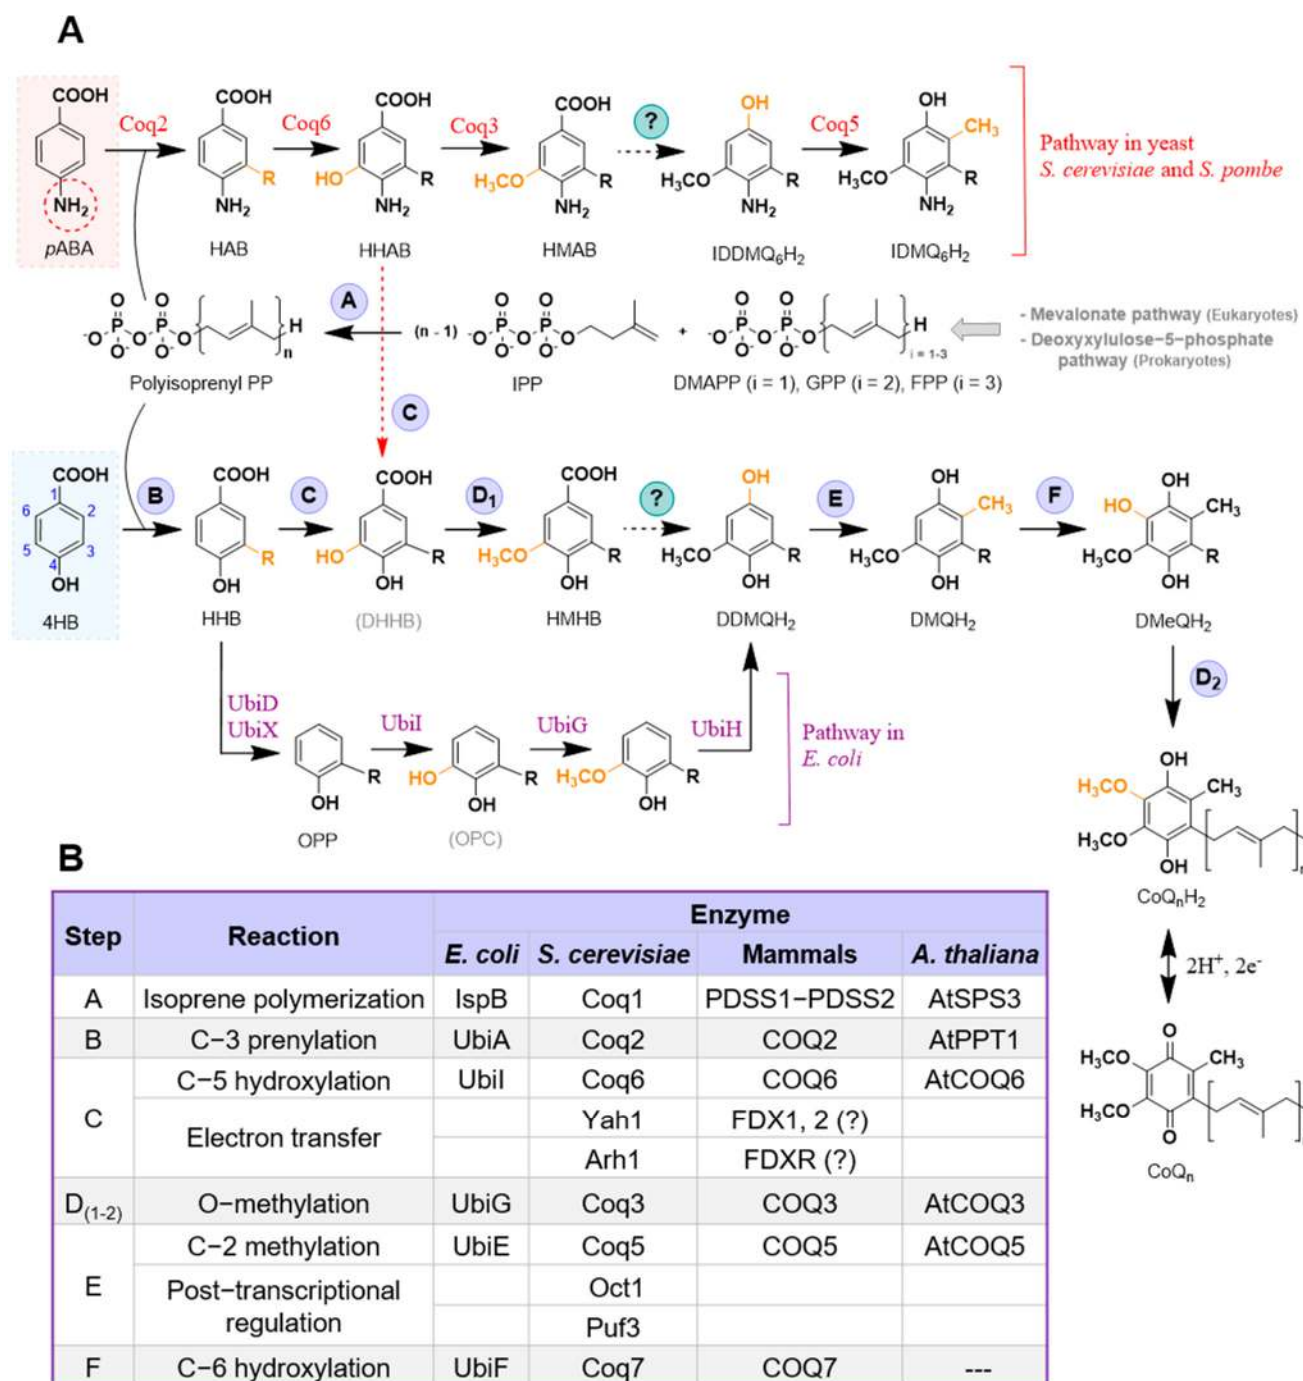 A
COOH COOH COOH COOH OH OH
Coq2 Coq6 Coq3 ? Coq5 CH₃
R HO R H₃CO R H₃CO R H₃CO R
NH₂ NH₂ NH₂ NH₂ NH₂ NH₂
pABA HAB HHAB HMAB IDDMQ₆H₂ IDMQ₆H₂
Pathway in yeast
S. cerevisiae and S. pombe
O O A O O O O
⁻O P O P O H n (n - 1) ⁻O P O P O + ⁻O P O P O H i = 1-3
O⁻ O⁻ O⁻ O⁻ O⁻ O⁻
Polyisoprenyl PP IPP DMAPP (i = 1), GPP (i = 2), FPP (i = 3)
- Mevalonate pathway (Eukaryotes)
- Deoxyxylulose−5−phosphate
pathway (Prokaryotes)
C
COOH COOH COOH COOH OH OH OH
1 6 2 5 3 4
B C D₁ ? E CH₃ F HO CH₃
R HO R H₃CO R H₃CO R H₃CO R H₃CO R
OH OH OH OH OH OH OH
4HB HHB (DHHB) HMHB DDMQH₂ DMQH₂ DMeQH₂
D₂
UbiD
UbiX UbiI UbiG UbiH
R HO R H₃CO R
OH OH OH
OPP (OPC)
Pathway in
E. coli
OH
H₃CO CH₃
H₃CO
OH n
CoQₙH₂
2H⁺, 2e⁻
O
H₃CO CH₃
H₃CO
O
CoQₙ
B
Step Reaction Enzyme
E. coli S. cerevisiae Mammals A. thaliana
A Isoprene polymerization IspB Coq1 PDSS1−PDSS2 AtSPS3
B C−3 prenylation UbiA Coq2 COQ2 AtPPT1
C C−5 hydroxylation UbiI Coq6 COQ6 AtCOQ6
Electron transfer Yah1 FDX1, 2 (?)
Arh1 FDXR (?)
D(1-2) O−methylation UbiG Coq3 COQ3 AtCOQ3
E C−2 methylation UbiE Coq5 COQ5 AtCOQ5
Post−transcriptional Oct1
regulation Puf3
F C−6 hydroxylation UbiF Coq7 COQ7 ---